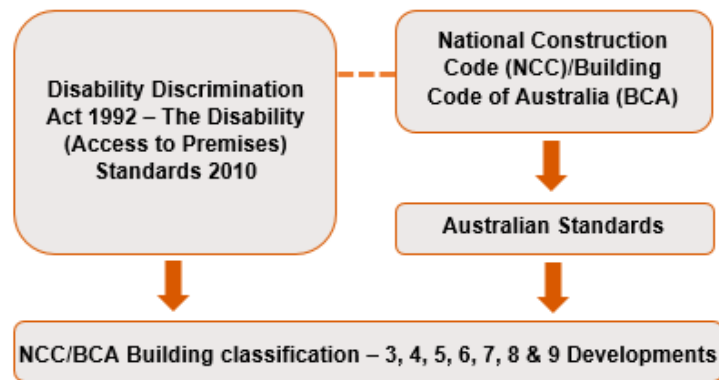 Disability Discrimination
Act 1992 – The Disability
(Access to Premises)
Standards 2010
National Construction
Code (NCC)/Building
Code of Australia (BCA)
Australian Standards
NCC/BCA Building classification – 3, 4, 5, 6, 7, 8 & 9 Developments